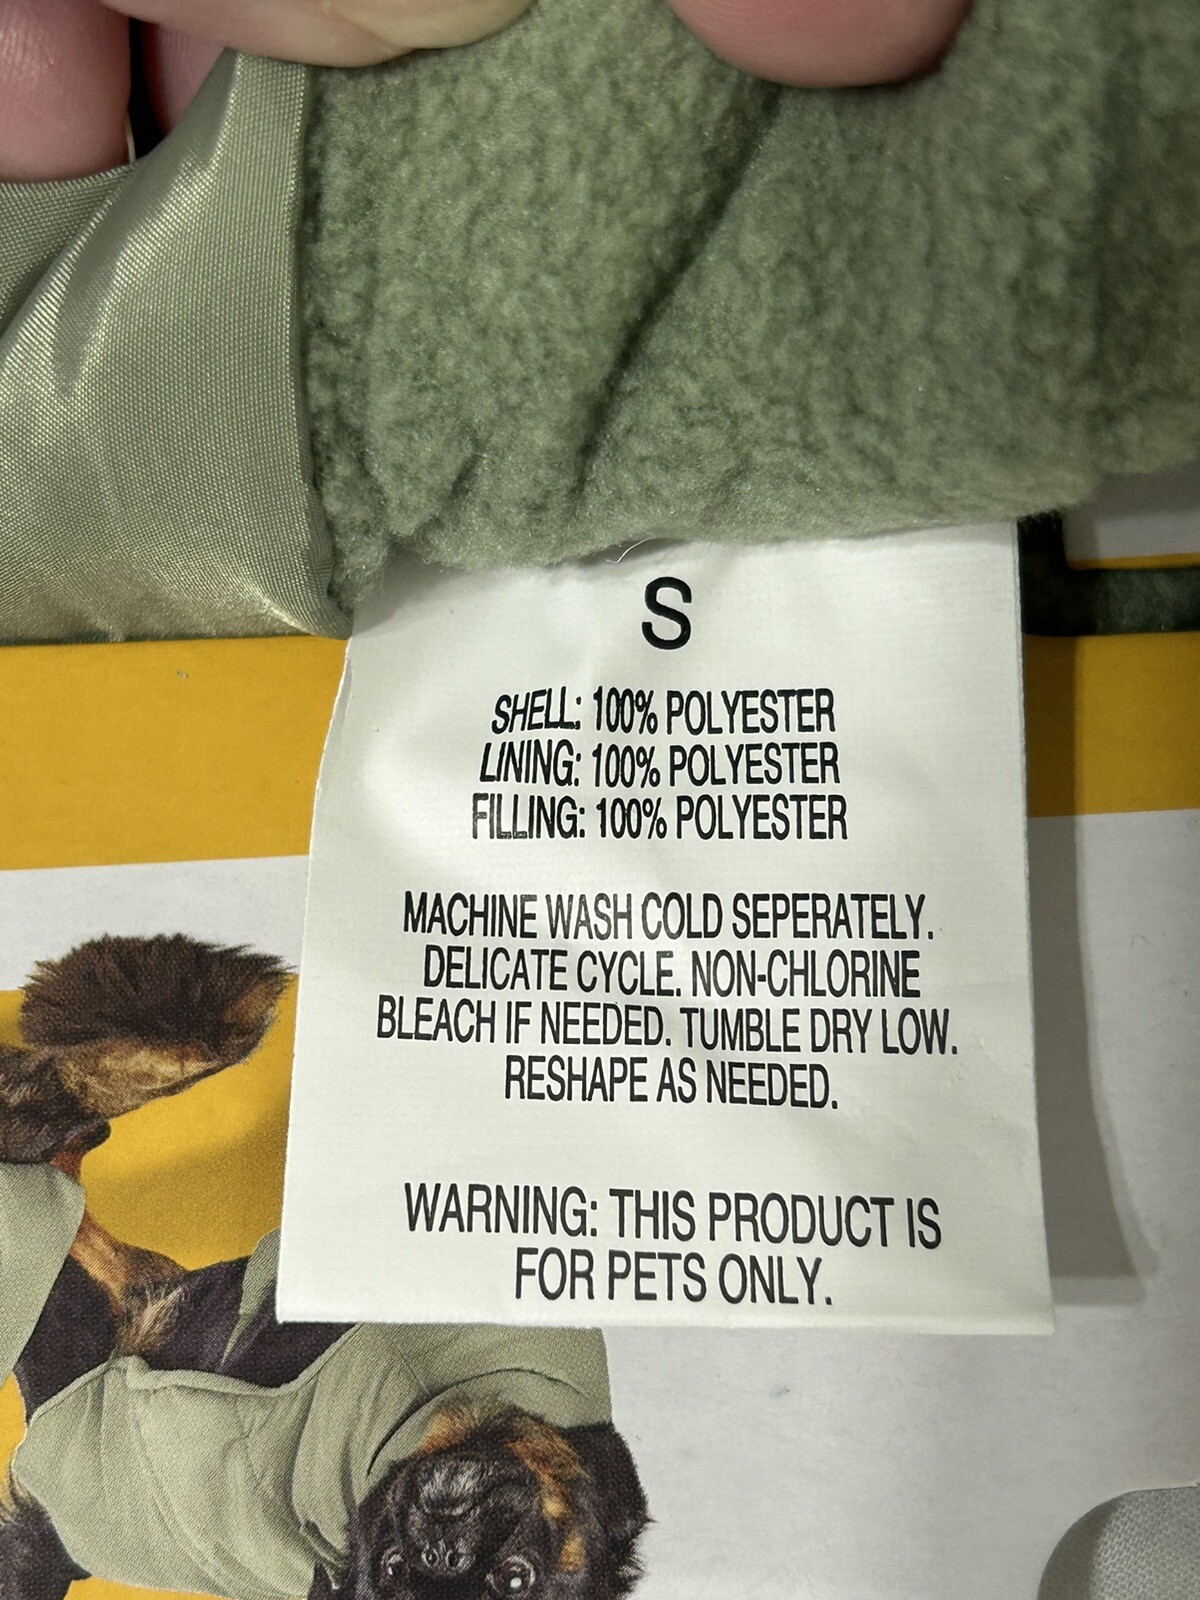 S
SHELL: 100% POLYESTER
LINING: 100% POLYESTER
FILLING: 100% POLYESTER
MACHINE WASH COLD SEPERATELY.
DELICATE CYCLE. NON-CHLORINE
BLEACH IF NEEDED. TUMBLE DRY LOW.
RESHAPE AS NEEDED.
WARNING: THIS PRODUCT IS
FOR PETS ONLY.